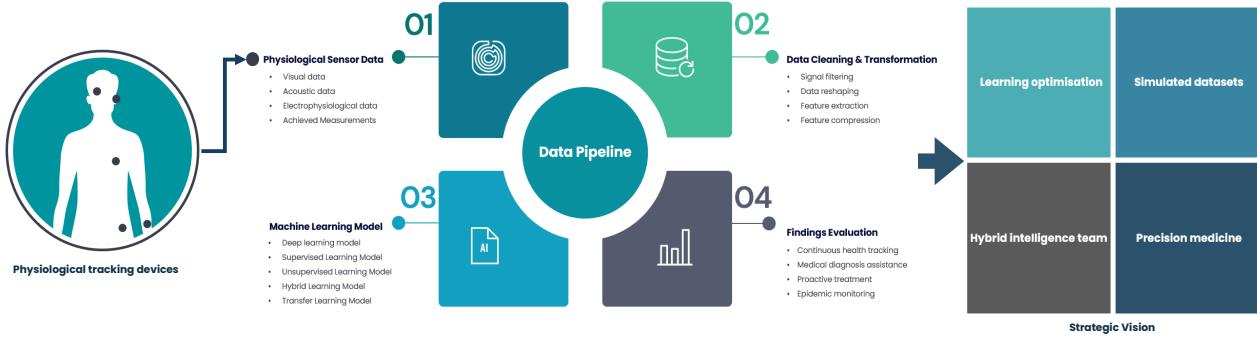 Physiological tracking devices
01
Physiological Sensor Data
• Visual data
• Acoustic data
• Electrophysiological data
• Achieved Measurements
02
Data Cleaning & Transformation
• Signal filtering
• Data reshaping
• Feature extraction
• Feature compression
Data Pipeline
03
Machine Learning Model
• Deep learning model
• Supervised Learning Model
• Unsupervised Learning Model
• Hybrid Learning Model
• Transfer Learning Model
AI
04
Findings Evaluation
• Continuous health tracking
• Medical diagnosis assistance
• Proactive treatment
• Epidemic monitoring
Learning optimisation
Simulated datasets
Hybrid intelligence team
Precision medicine
Strategic Vision